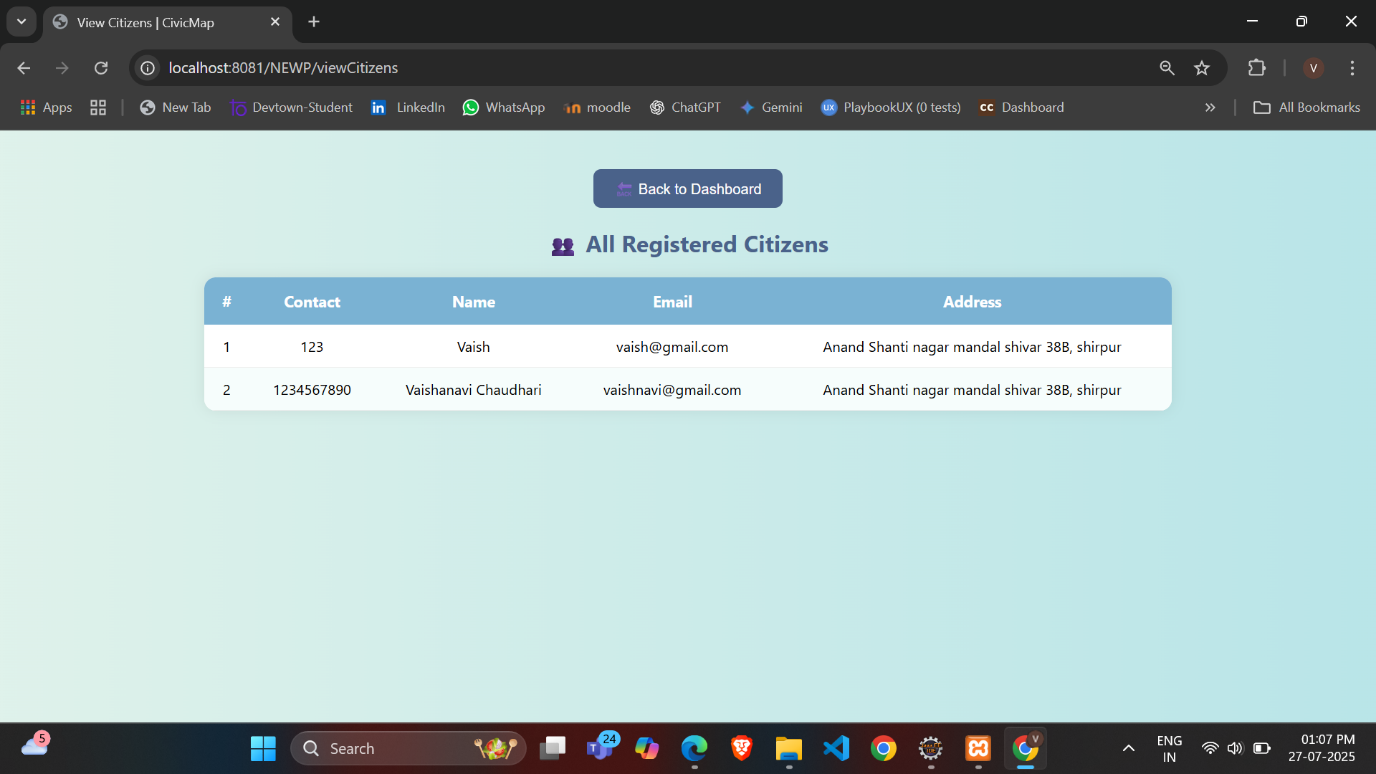 View Citizens | CivicMap
localhost:8081/NEWP/viewCitizens
V
Apps New Tab Devtown-Student LinkedIn WhatsApp moodle ChatGPT Gemini PlaybookUX (0 tests) Dashboard » All Bookmarks
BACK Back to Dashboard
All Registered Citizens
# Contact Name Email Address
1 123 Vaish vaish@gmail.com Anand Shanti nagar mandal shivar 38B, shirpur
2 1234567890 Vaishanavi Chaudhari vaishnavi@gmail.com Anand Shanti nagar mandal shivar 38B, shirpur
5 Search 24 V
ENG
IN
01:07 PM
27-07-2025